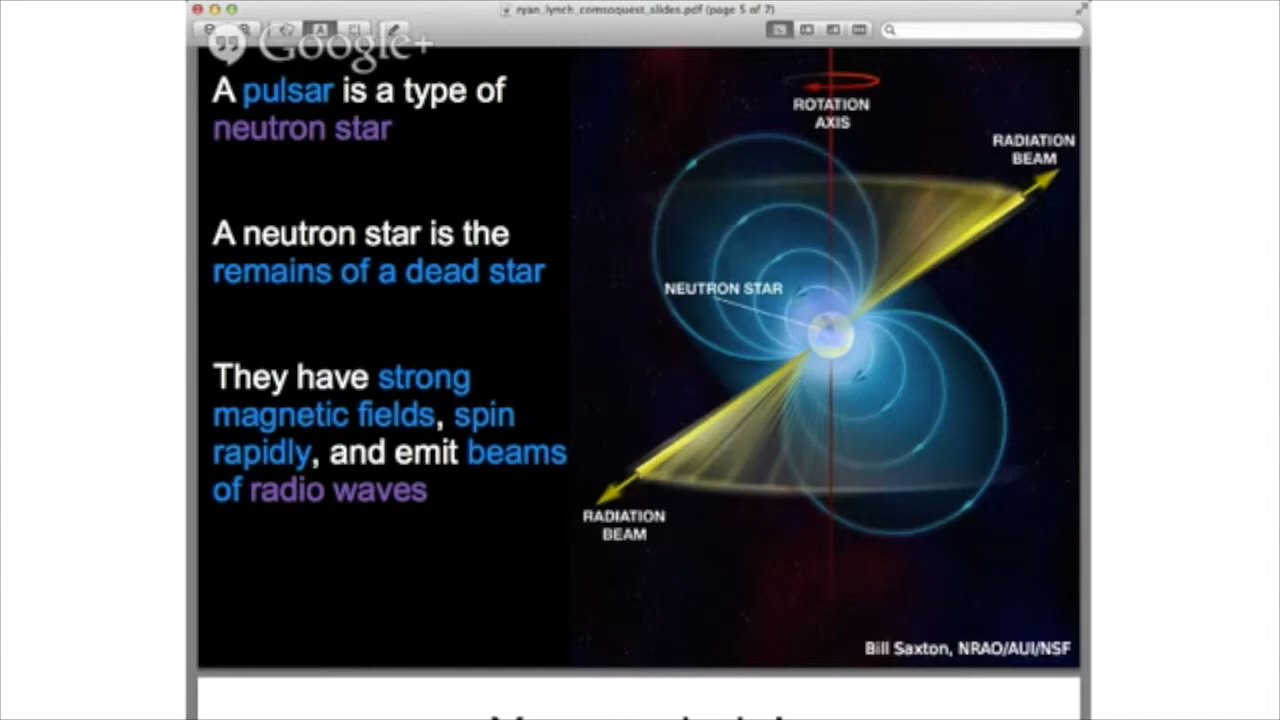 ryan_lynch_comsoquest_slides.pdf (page 5 of 7)
Google+
A pulsar is a type of
neutron star
A neutron star is the
remains of a dead star
They have strong
magnetic fields, spin
rapidly, and emit beams
of radio waves
ROTATION
AXIS
RADIATION
BEAM
NEUTRON STAR
RADIATION
BEAM
Bill Saxton, NRAO/AUI/NSF